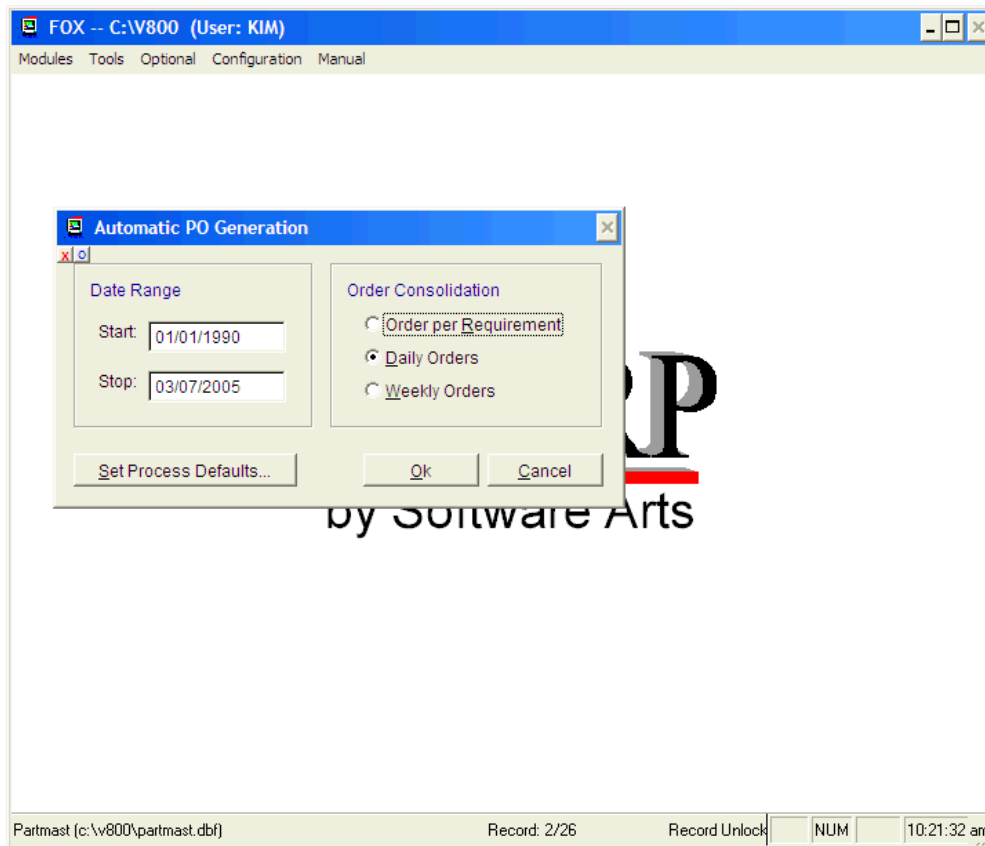 FOX -- C:\V800 (User: KIM)
Modules Tools Optional Configuration Manual
Automatic PO Generation
X O
Date Range
Start: 01/01/1990
Stop: 03/07/2005
Order Consolidation
Order per Requirement
Daily Orders
Weekly Orders
Set Process Defaults... Ok Cancel
RP
by Software Arts
Partmast (c:\v800\partmast.dbf) Record: 2/26 Record Unlock NUM 10:21:32 am